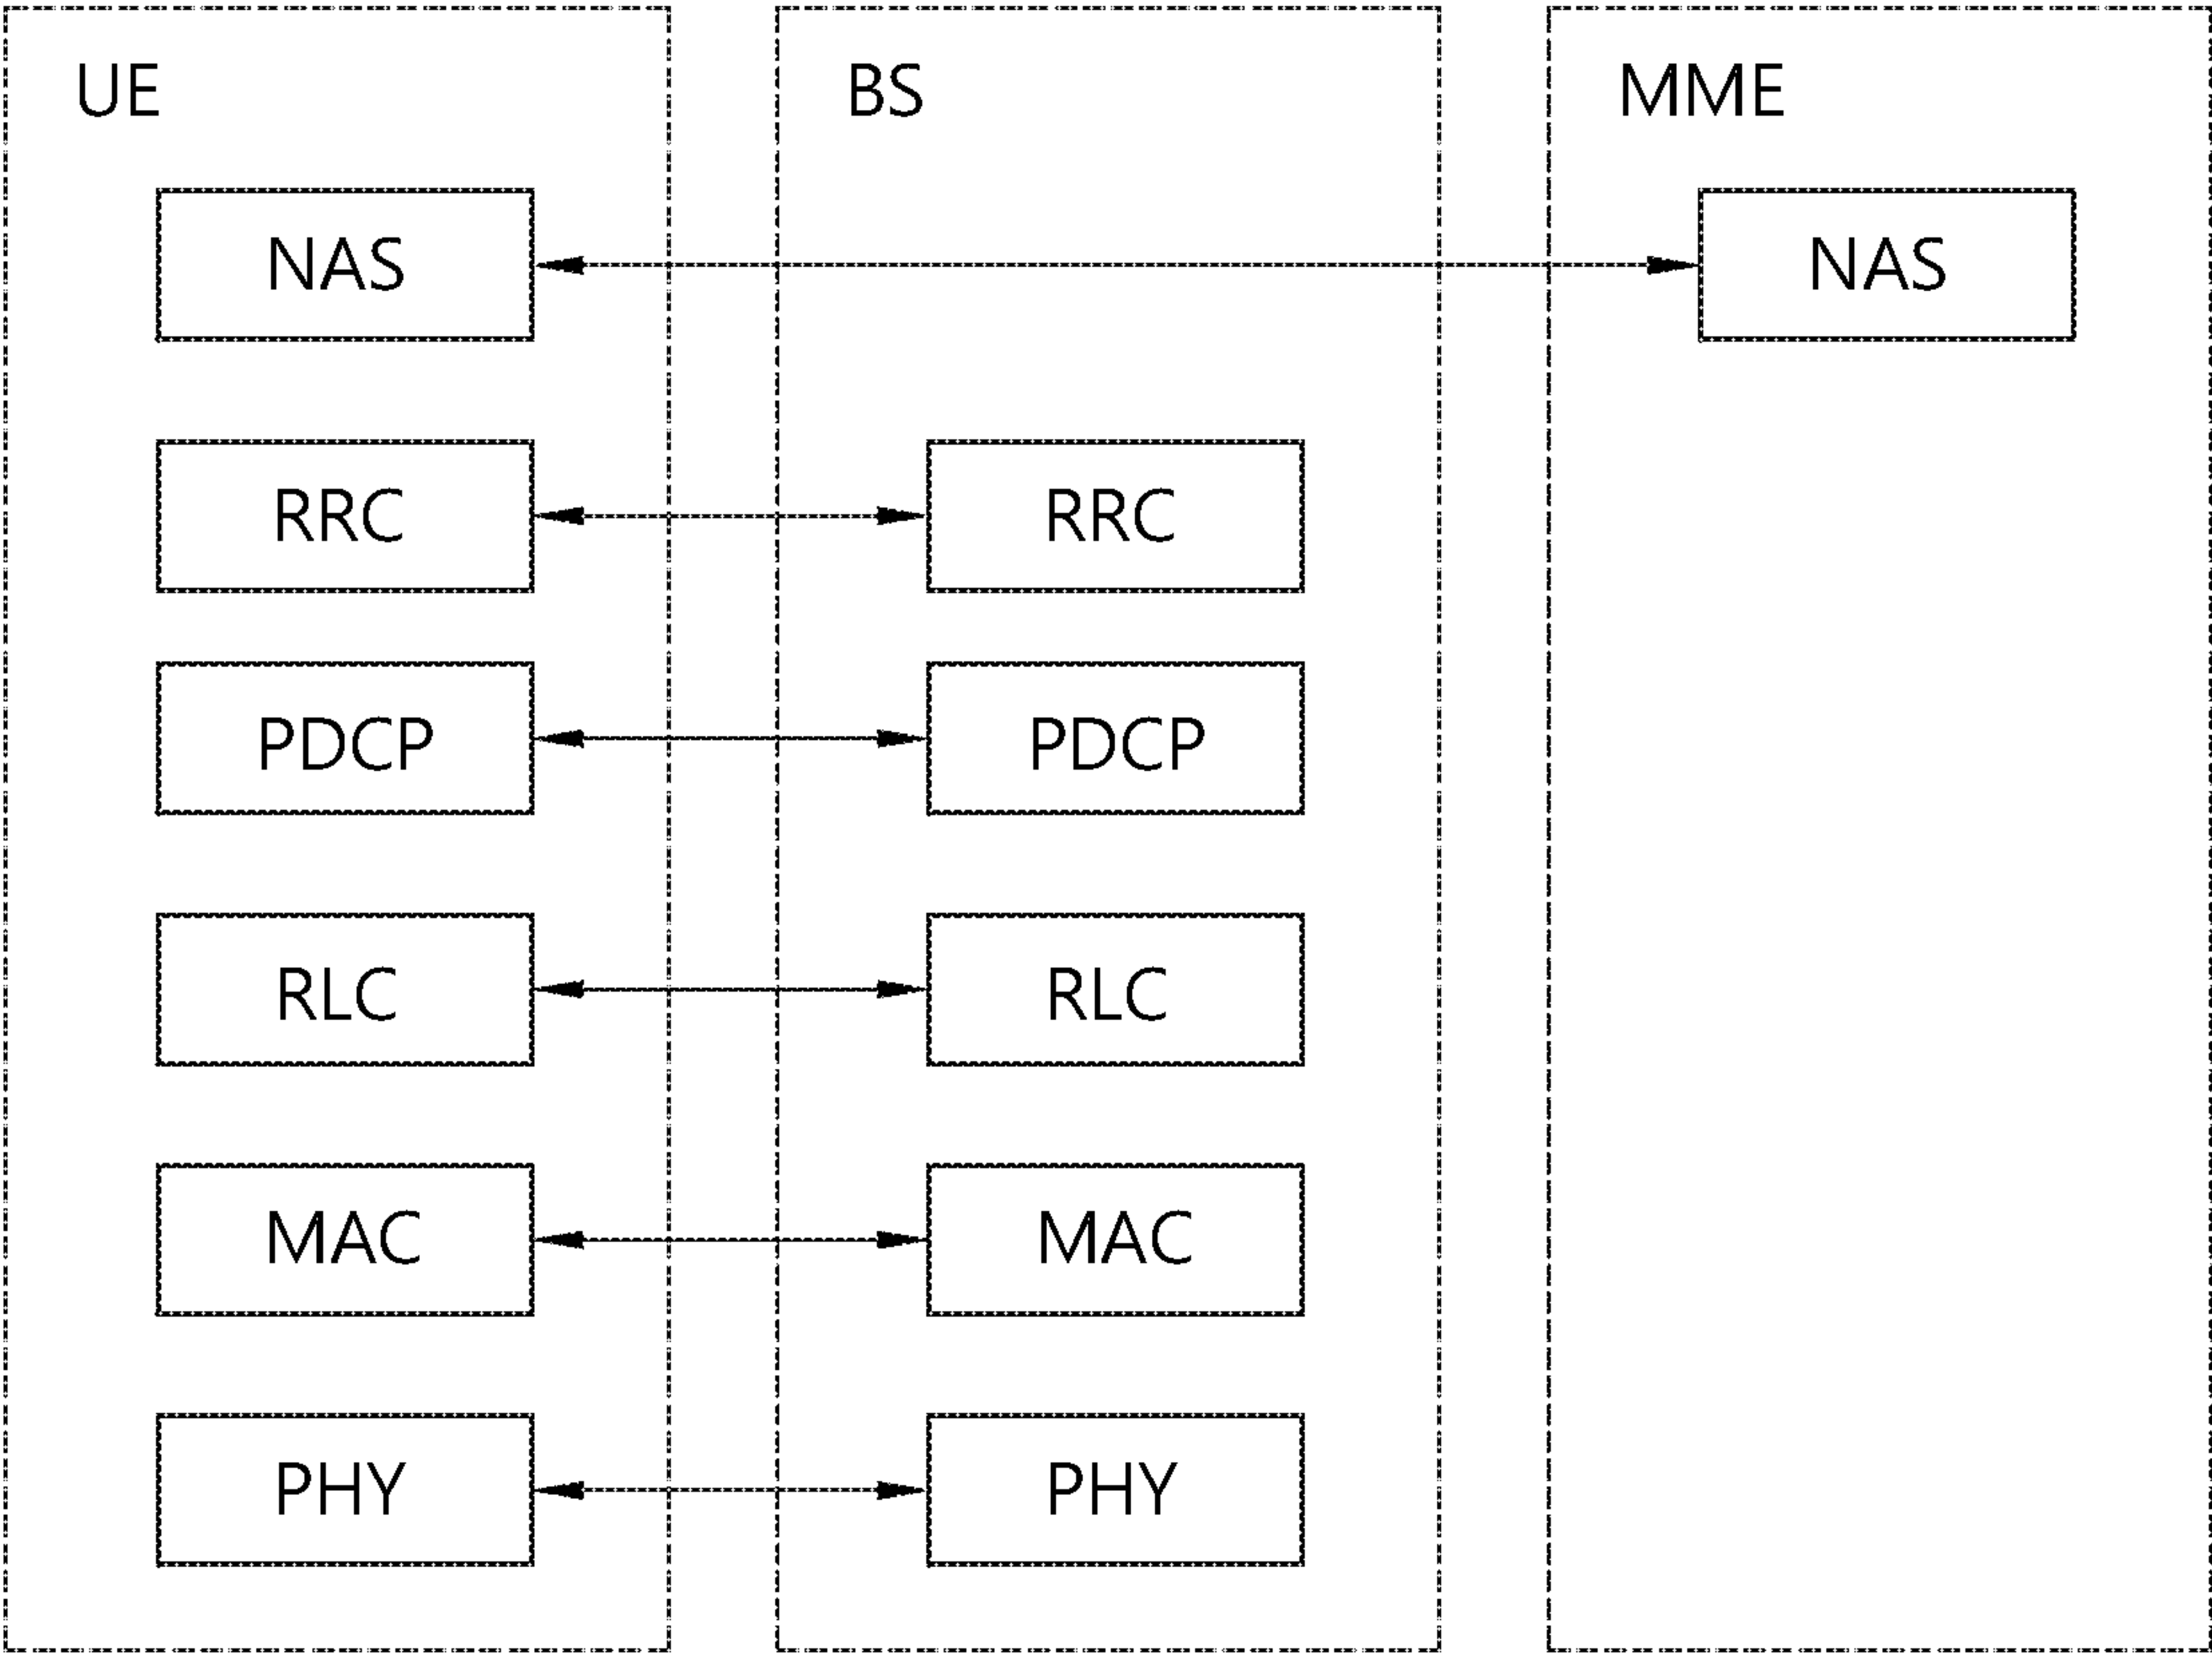 UE
BS
MME
NAS
NAS
RRC
RRC
PDCP
PDCP
RLC
RLC
MAC
MAC
PHY
PHY